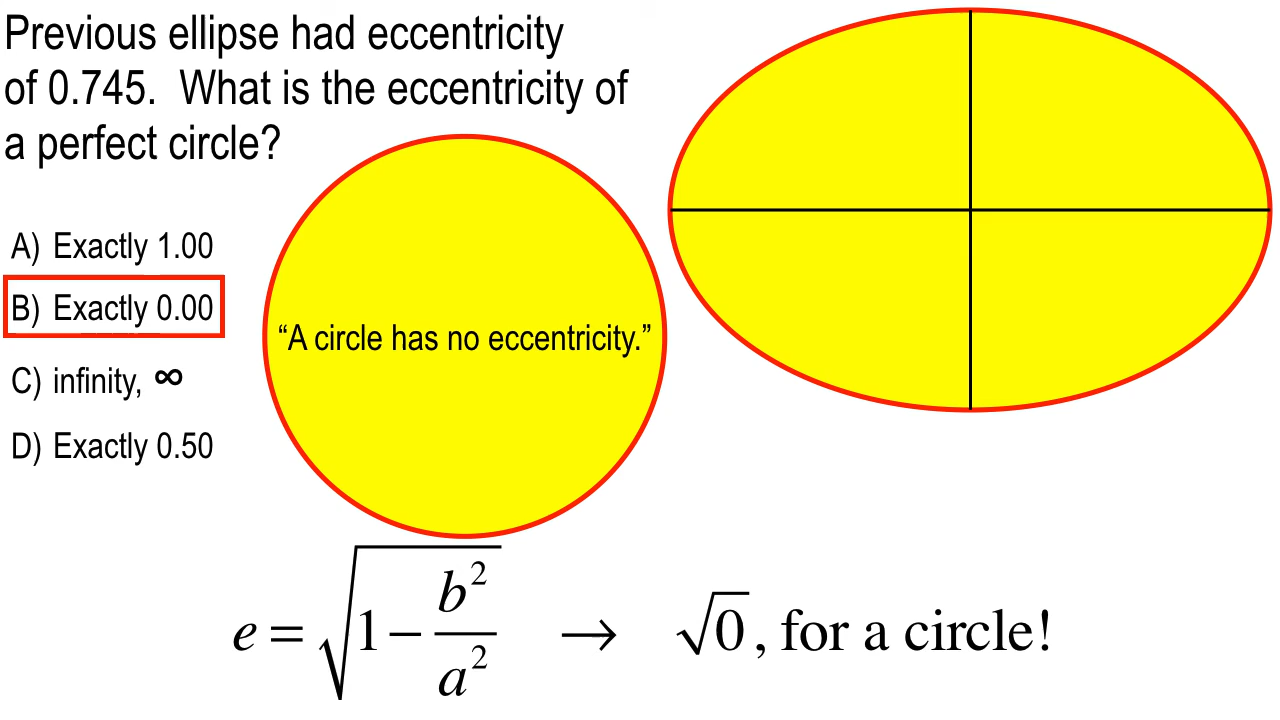 Previous ellipse had eccentricity
of 0.745.  What is the eccentricity of
a perfect circle?
A) Exactly 1.00
B) Exactly 0.00
C) infinity, ∞
D) Exactly 0.50
“A circle has no eccentricity.”
e = √(1 − b²/a²) → √0, for a circle!